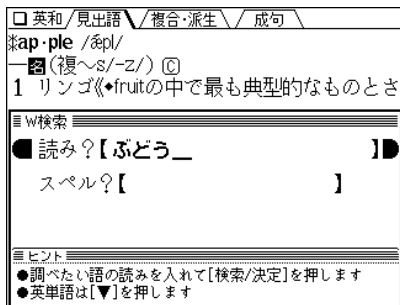 英和 見出語 複合・派生 成句
*ap·ple /ǽpl/
―名(複~s/-z/) Ⓒ
1 リンゴ《◆fruitの中で最も典型的なものとさ
W検索
読み?【ぶどう_ 】
スペル?【 】
ヒント
●調べたい語の読みを入れて[検索/決定]を押します
●英単語は[▼]を押します